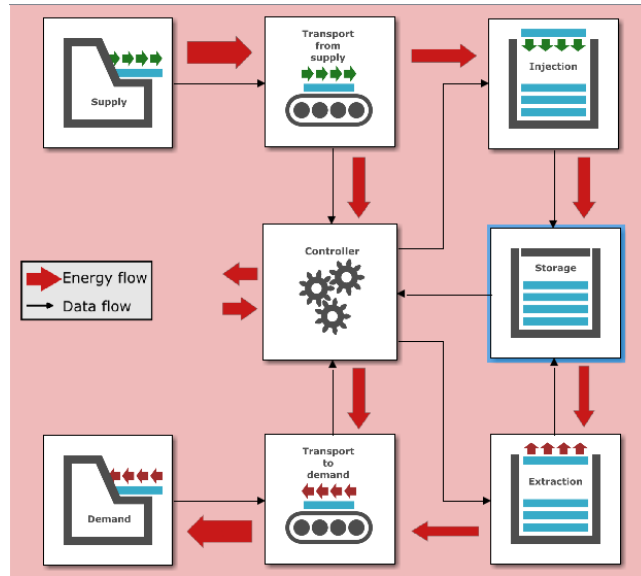 Supply
Transport
from
supply
Injection
Controller
Storage
Energy flow
Data flow
Demand
Transport
to
demand
Extraction